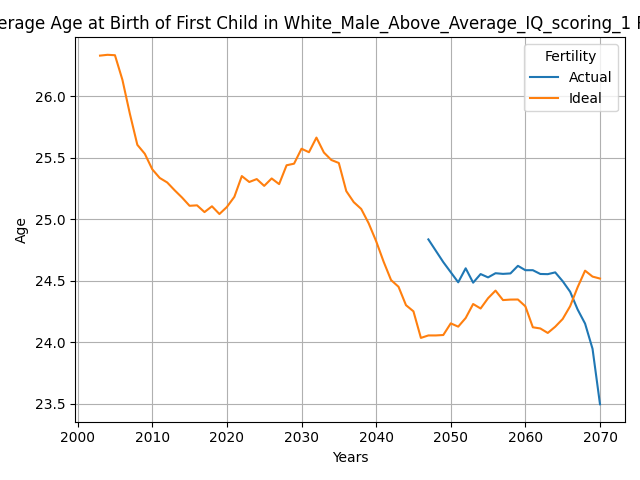 erage Age at Birth of First Child in White_Male_Above_Average_IQ_scoring_1
Fertility
Actual
Ideal
26.0
25.5
25.0
24.5
24.0
23.5
Age
2000 2010 2020 2030 2040 2050 2060 2070
Years